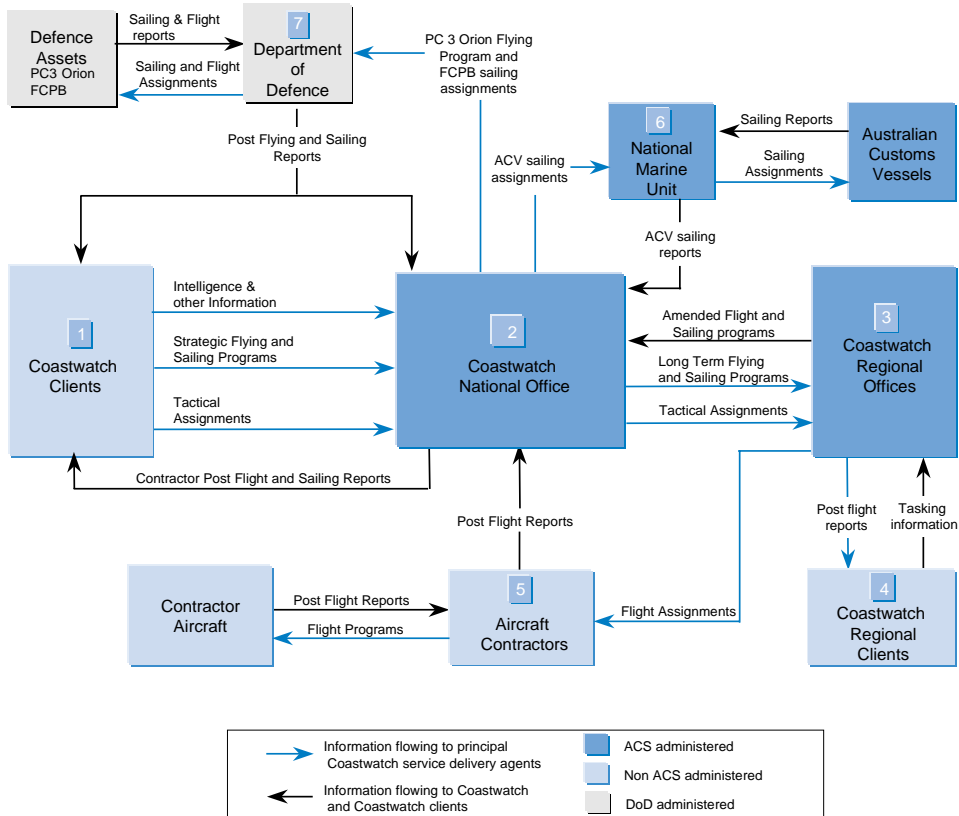 Defence
Assets
PC3 Orion
FCPB
Sailing & Flight
reports
Sailing and Flight
Assignments
7
Department
of
Defence
PC 3 Orion Flying
Program and
FCPB sailing
assignments
Post Flying and Sailing
Reports
ACV sailing
assignments
6
National
Marine
Unit
Sailing Reports
Sailing
Assignments
Australian
Customs
Vessels
ACV sailing
reports
1
Coastwatch
Clients
Intelligence &
other Information
Strategic Flying and
Sailing Programs
Tactical
Assignments
2
Coastwatch
National Office
Amended Flight and
Sailing programs
Long Term Flying
and Sailing Programs
Tactical Assignments
3
Coastwatch
Regional
Offices
Contractor Post Flight and Sailing Reports
Post Flight Reports
Post flight
reports
Tasking
information
Contractor
Aircraft
Post Flight Reports
Flight Programs
5
Aircraft
Contractors
Flight Assignments
4
Coastwatch
Regional
Clients
Information flowing to principal
Coastwatch service delivery agents
Information flowing to Coastwatch
and Coastwatch clients
ACS administered
Non ACS administered
DoD administered